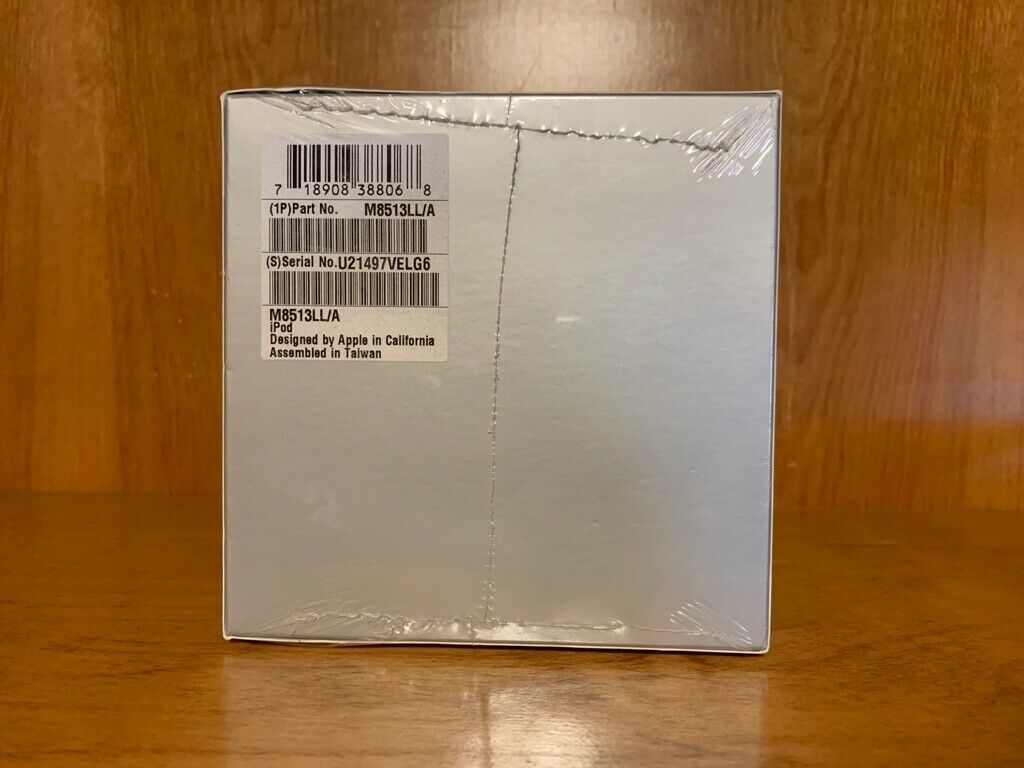 7 18908 38806 8
(1P)Part No. M8513LL/A
(S)Serial No.U21497VELG6
M8513LL/A
iPod
Designed by Apple in California
Assembled in Taiwan